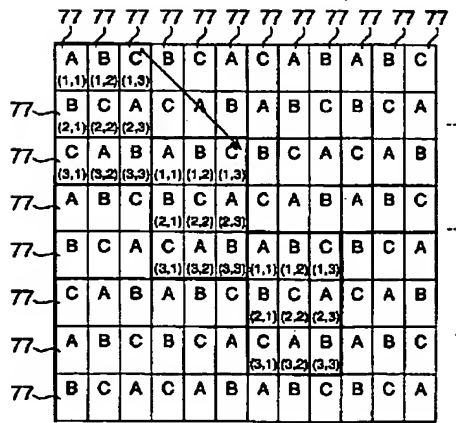 77 77 77 77 77 77 77 77 77 77 77 77
A B C B C A C A B A B C
(1,1) (1,2) (1,3)
77 B C A C A B A B C B C A
(2,1) (2,2) (2,3)
77 C A B A B C B C A C A B
(3,1) (3,2) (3,3) (1,1) (1,2) (1,3)
77 A B C B C A C A B A B C
(2,1) (2,2) (2,3)
77 B C A C A B A B C B C A
(3,1) (3,2) (3,3) (1,1) (1,2) (1,3)
77 C A B A B C B C A C A B
(2,1) (2,2) (2,3)
77 A B C B C A C A B A B C
(3,1) (3,2) (3,3)
77 B C A C A B A B C B C A